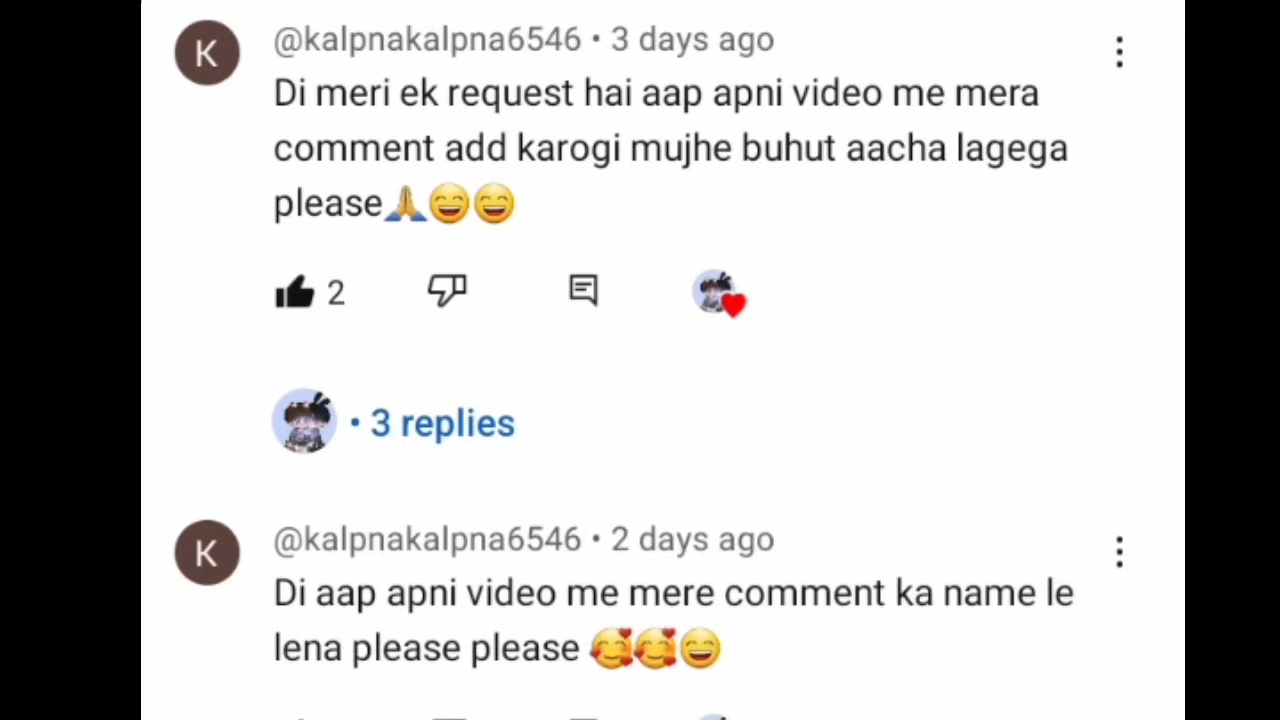 K
@kalpnakalpna6546 • 3 days ago
Di meri ek request hai aap apni video me mera
comment add karogi mujhe buhut aacha lagega
please🙏😄😄
2
• 3 replies
K
@kalpnakalpna6546 • 2 days ago
Di aap apni video me mere comment ka name le
lena please please 🥰🥰😄